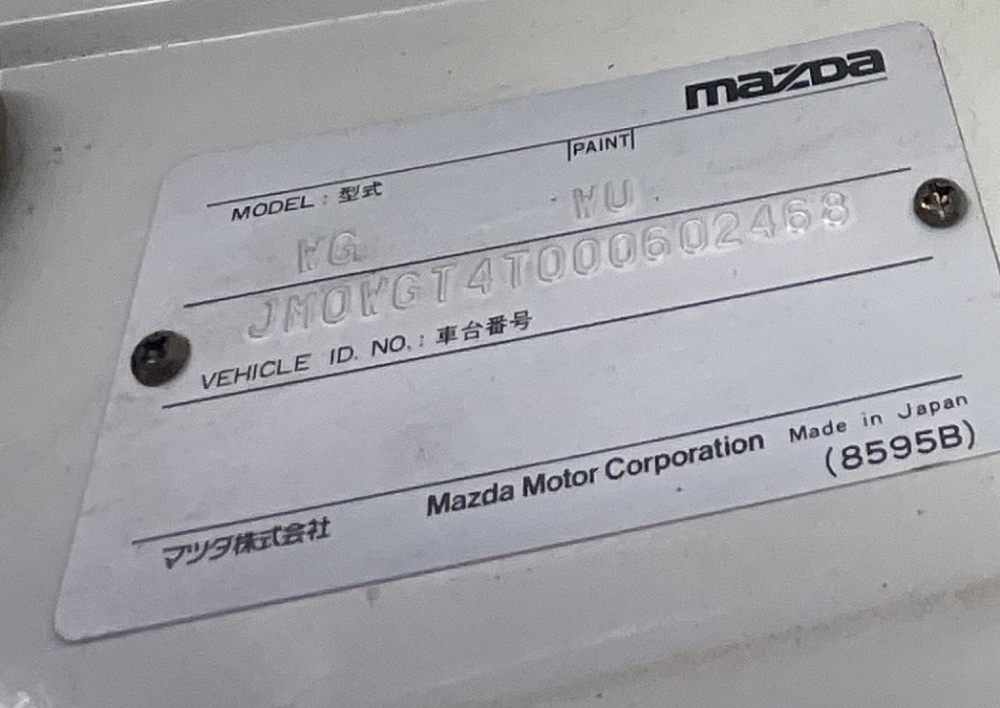 mazda
MODEL : 型式 PAINT
WG WU
JM0WGT4T000602468
VEHICLE ID. NO. : 車台番号
マツダ株式会社 Mazda Motor Corporation Made in Japan
(8595B)